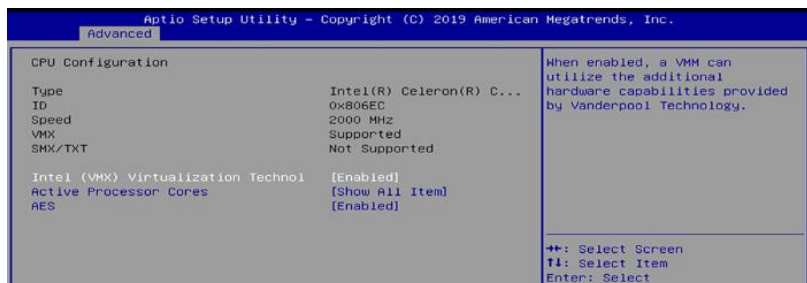 Aptio Setup Utility – Copyright (C) 2019 American Megatrends, Inc.
Advanced
CPU Configuration
Type Intel(R) Celeron(R) C...
ID 0x806EC
Speed 2000 MHz
VMX Supported
SMX/TXT Not Supported
Intel (VMX) Virtualization Technol [Enabled]
Active Processor Cores [Show All Item]
AES [Enabled]
When enabled, a VMM can
utilize the additional
hardware capabilities provided
by Vanderpool Technology.
→←: Select Screen
↑↓: Select Item
Enter: Select